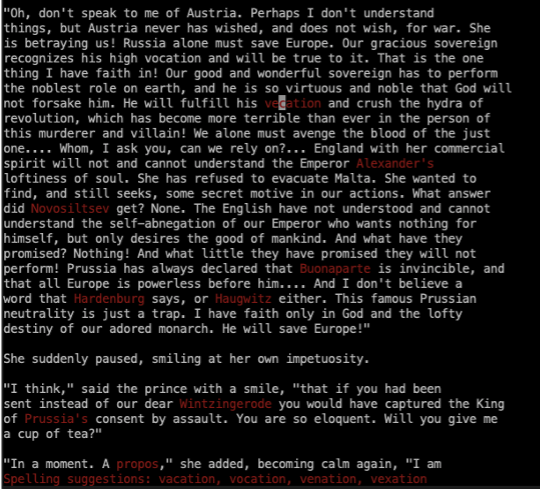 "Oh, don't speak to me of Austria. Perhaps I don't understand
things, but Austria never has wished, and does not wish, for war. She
is betraying us! Russia alone must save Europe. Our gracious sovereign
recognizes his high vocation and will be true to it. That is the one
thing I have faith in! Our good and wonderful sovereign has to perform
the noblest role on earth, and he is so virtuous and noble that God will
not forsake him. He will fulfill his vecation and crush the hydra of
revolution, which has become more terrible than ever in the person of
this murderer and villain! We alone must avenge the blood of the just
one.... Whom, I ask you, can we rely on?... England with her commercial
spirit will not and cannot understand the Emperor Alexander's
loftiness of soul. She has refused to evacuate Malta. She wanted to
find, and still seeks, some secret motive in our actions. What answer
did Novosiltsev get? None. The English have not understood and cannot
understand the self-abnegation of our Emperor who wants nothing for
himself, but only desires the good of mankind. And what have they
promised? Nothing! And what little they have promised they will not
perform! Prussia has always declared that Buonaparte is invincible, and
that all Europe is powerless before him.... And I don't believe a
word that Hardenburg says, or Haugwitz either. This famous Prussian
neutrality is just a trap. I have faith only in God and the lofty
destiny of our adored monarch. He will save Europe!"
She suddenly paused, smiling at her own impetuosity.
"I think," said the prince with a smile, "that if you had been
sent instead of our dear Wintzingerode you would have captured the King
of Prussia's consent by assault. You are so eloquent. Will you give me
a cup of tea?"
"In a moment. A propos," she added, becoming calm again, "I am
Spelling suggestions: vacation, vocation, venation, vexation